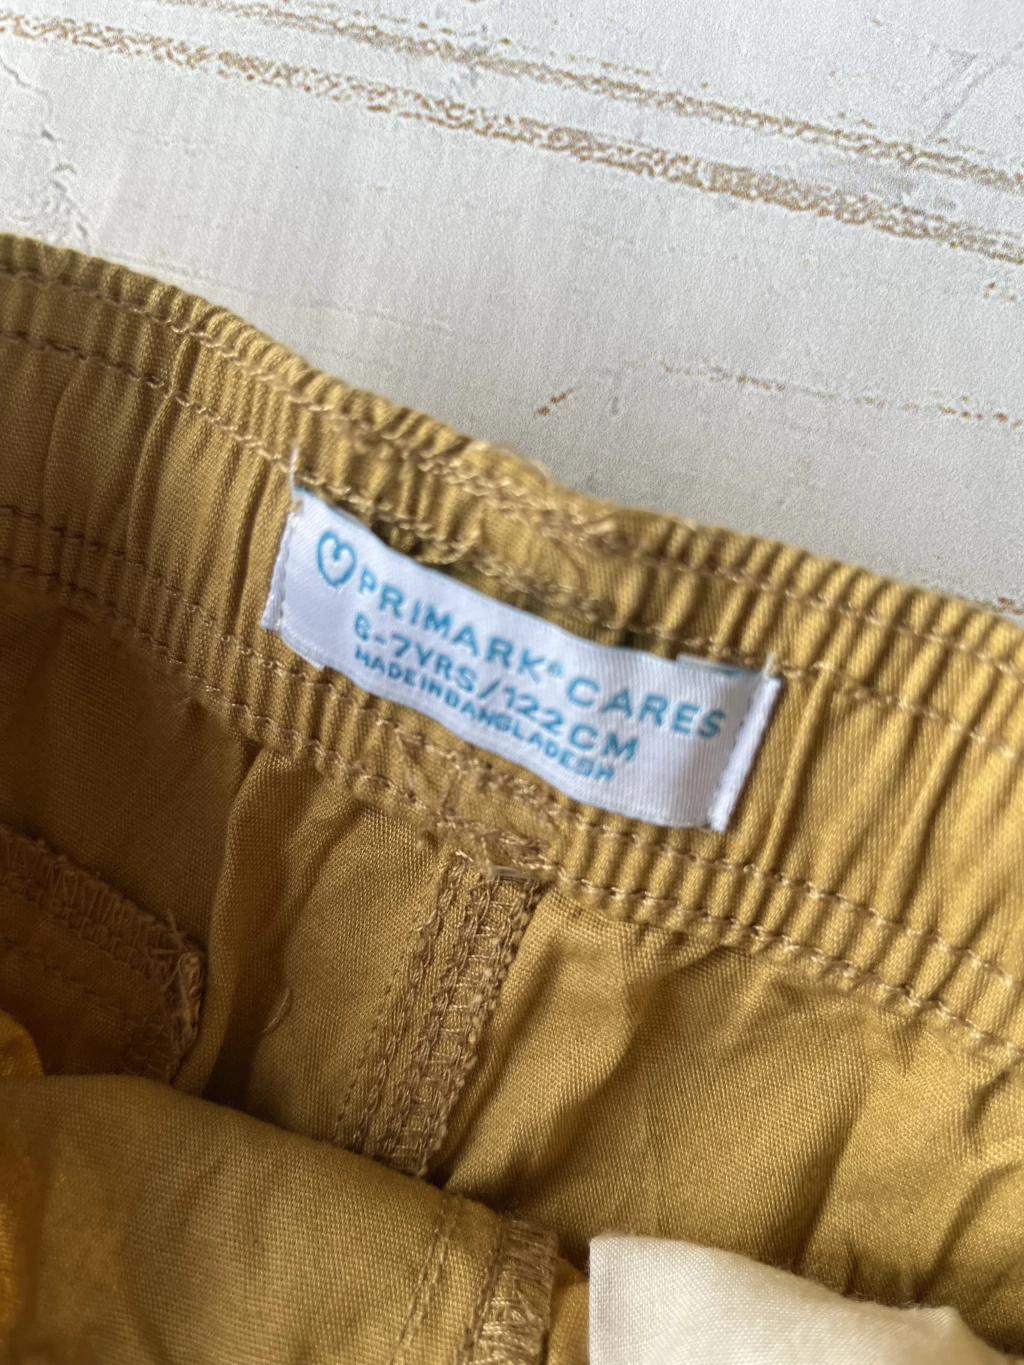 PRIMARK® CARES
6-7YRS/122CM
MADE IN BANGLADESH